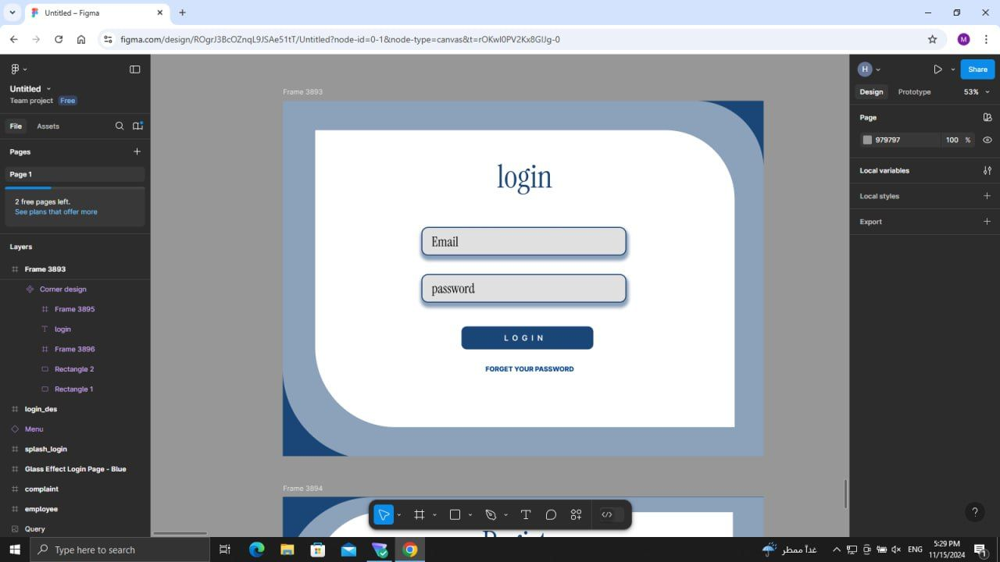 Untitled – Figma
figma.com/design/ROgrJ3BcOZnqL9JSAe51tT/Untitled?node-id=0-1&node-type=canvas&t=rOKwI0PV2Kx8GlJg-0
M
Untitled
Team project Free
File Assets
Pages
Page 1
2 free pages left.
See plans that offer more
Layers
Frame 3893
Corner design
Frame 3895
login
Frame 3896
Rectangle 2
Rectangle 1
login_des
Menu
splash_login
Glass Effect Login Page - Blue
complaint
employee
Query
Frame 3893
login
Email
password
LOGIN
FORGET YOUR PASSWORD
Frame 3894
H
Share
Design Prototype 53%
Page
979797 100 %
Local variables
Local styles
Export
?
Type here to search
غدآ ممطر
ENG
5:29 PM
11/15/2024
1